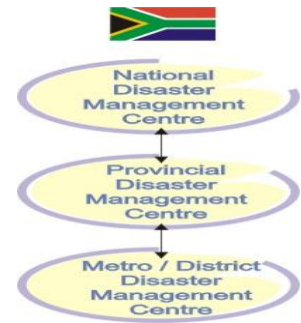 National
Disaster
Management
Centre
Provincial
Disaster
Management
Centre
Metro / District
Disaster
Management
Centre